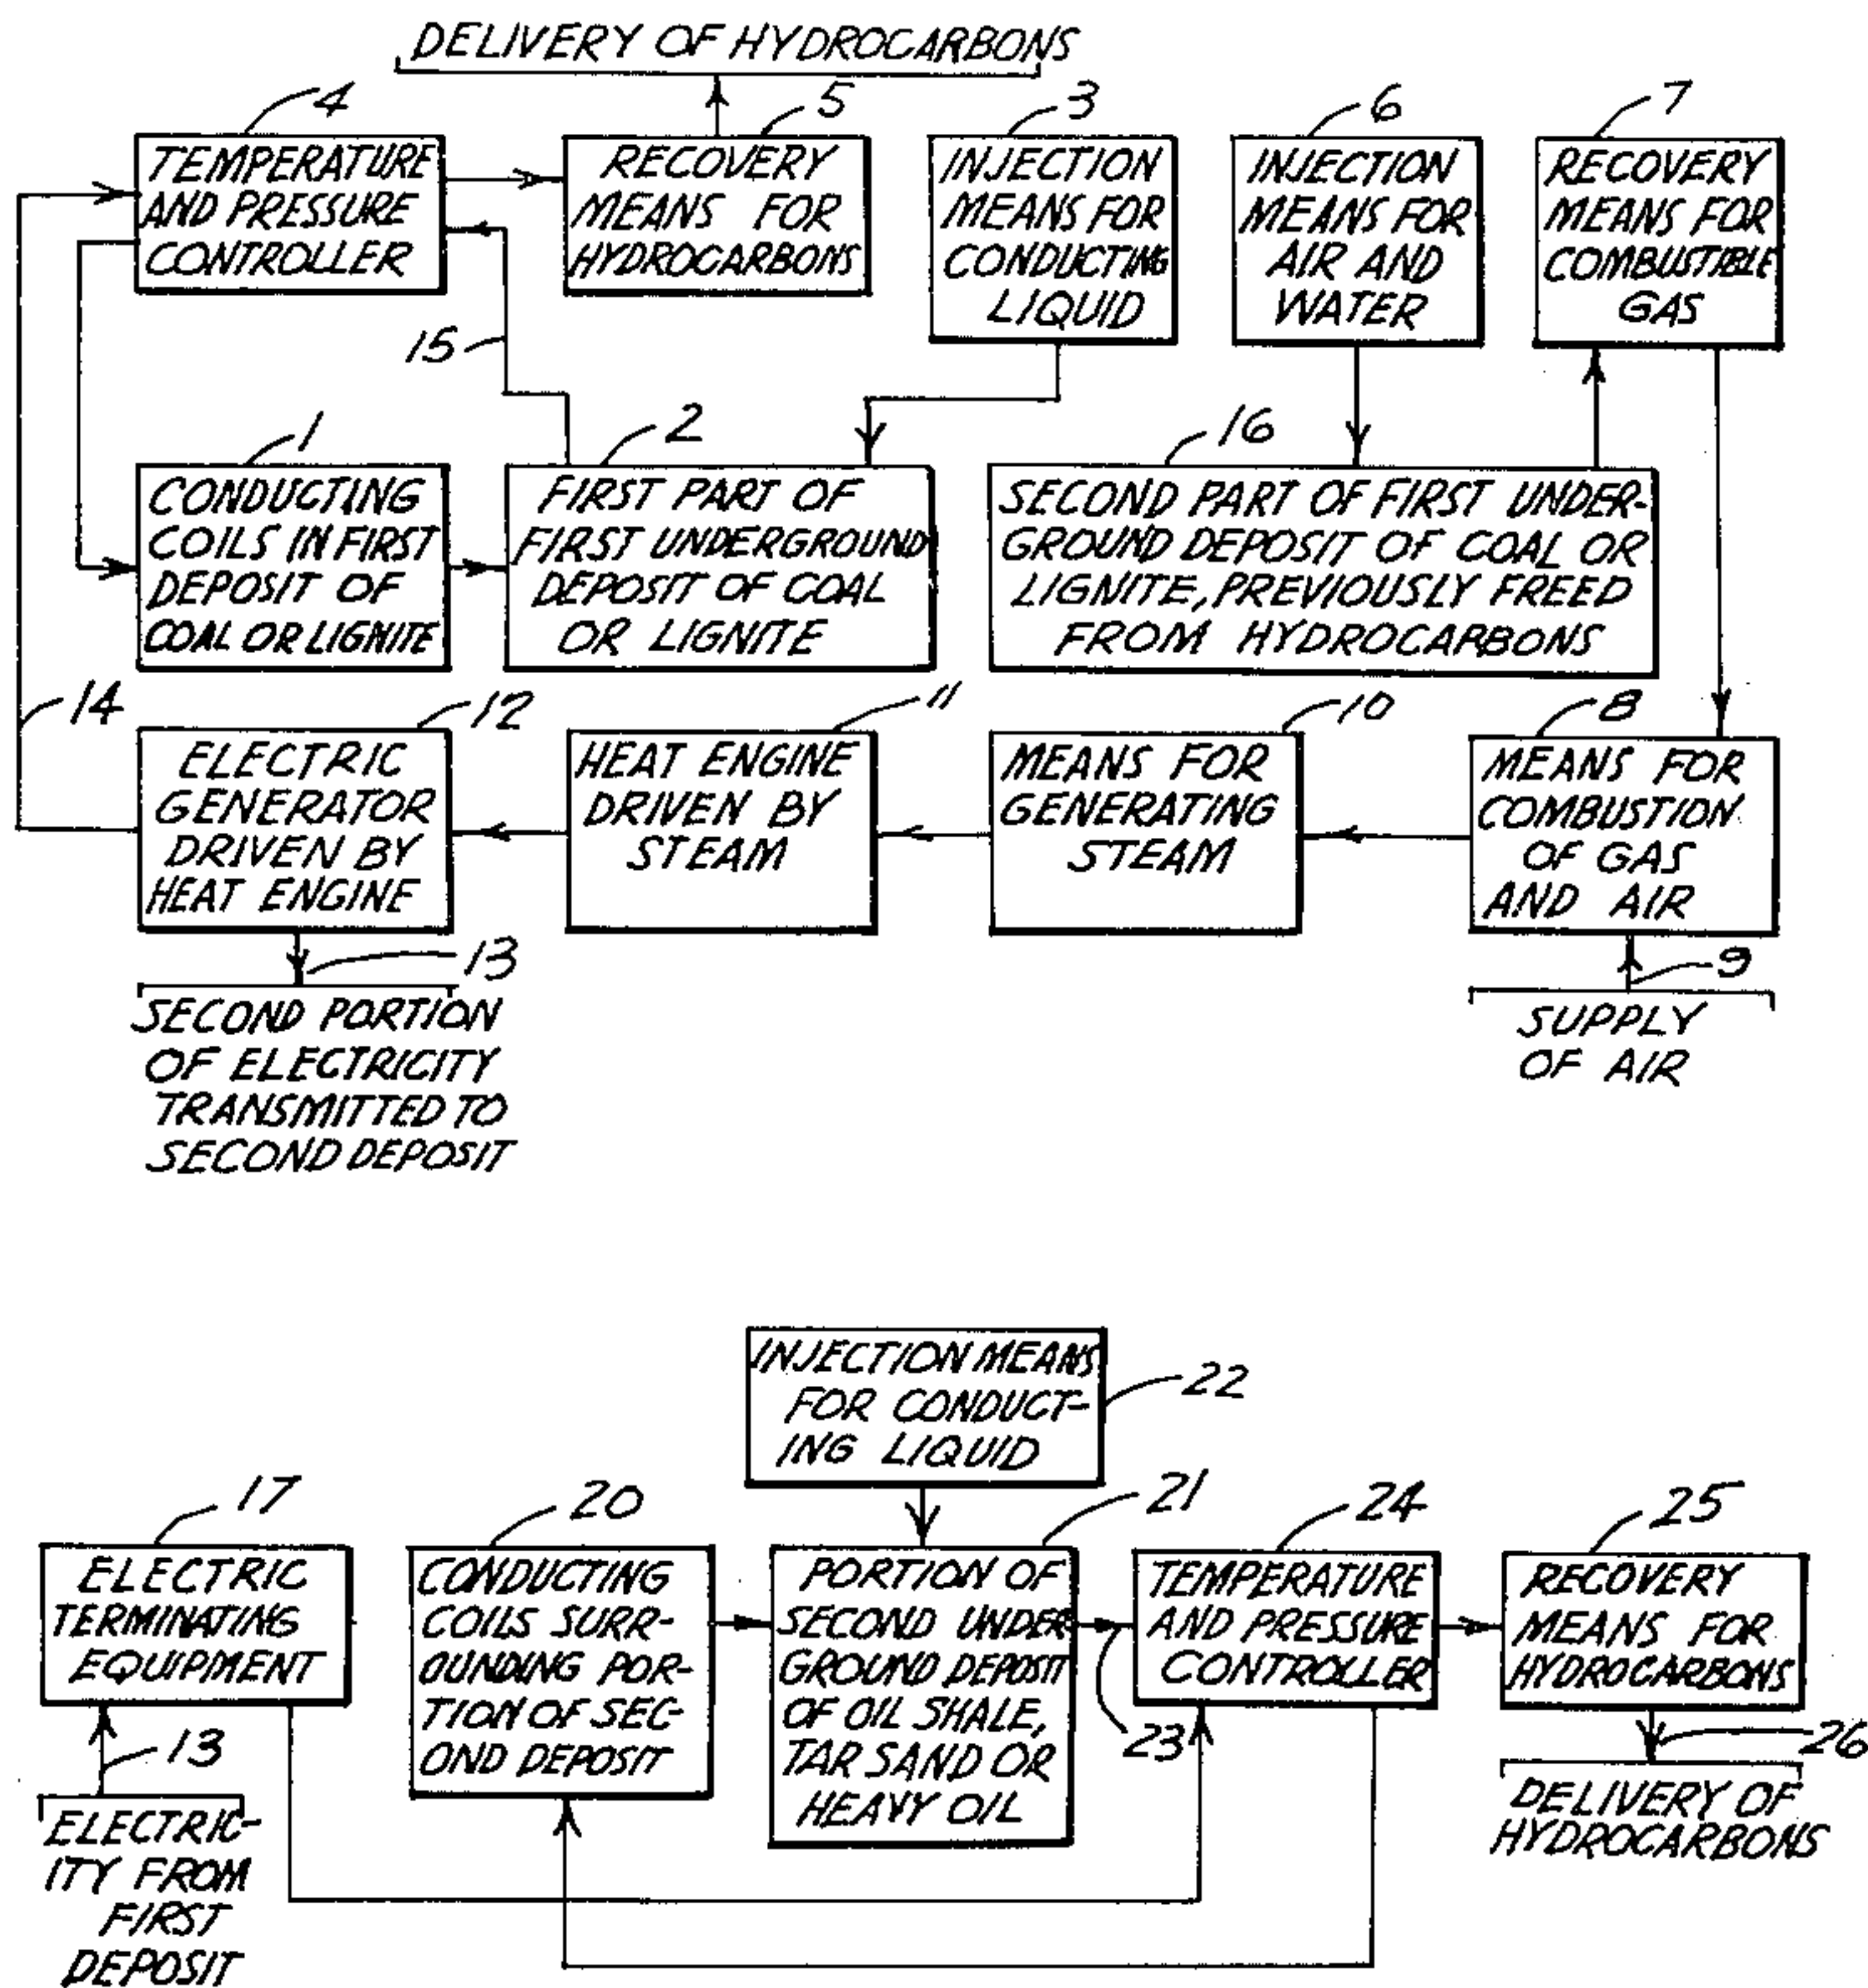 DELIVERY OF HYDROCARBONS
4
TEMPERATURE
AND PRESSURE
CONTROLLER
5
RECOVERY
MEANS FOR
HYDROCARBONS
3
INJECTION
MEANS FOR
CONDUCTING
LIQUID
6
INJECTION
MEANS FOR
AIR AND
WATER
7
RECOVERY
MEANS FOR
COMBUSTIBLE
GAS
15
1
CONDUCTING
COILS IN FIRST
DEPOSIT OF
COAL OR LIGNITE
2
FIRST PART OF
FIRST UNDERGROUND
DEPOSIT OF COAL
OR LIGNITE
16
SECOND PART OF FIRST UNDER-
GROUND DEPOSIT OF COAL OR
LIGNITE, PREVIOUSLY FREED
FROM HYDROCARBONS
14
12
ELECTRIC
GENERATOR
DRIVEN BY
HEAT ENGINE
11
HEAT ENGINE
DRIVEN BY
STEAM
10
MEANS FOR
GENERATING
STEAM
8
MEANS FOR
COMBUSTION
OF GAS
AND AIR
13
SECOND PORTION
OF ELECTRICITY
TRANSMITTED TO
SECOND DEPOSIT
9
SUPPLY
OF AIR
INJECTION MEANS
FOR CONDUCT-
ING LIQUID
22
17
ELECTRIC
TERMINATING
EQUIPMENT
20
CONDUCTING
COILS SURR-
OUNDING POR-
TION OF SEC-
OND DEPOSIT
21
PORTION OF
SECOND UNDER
GROUND DEPOSIT
OF OIL SHALE,
TAR SAND OR
HEAVY OIL
23
24
TEMPERATURE
AND PRESSURE
CONTROLLER
25
RECOVERY
MEANS FOR
HYDROCARBONS
13
ELECTRIC-
ITY FROM
FIRST
DEPOSIT
26
DELIVERY OF
HYDROCARBONS